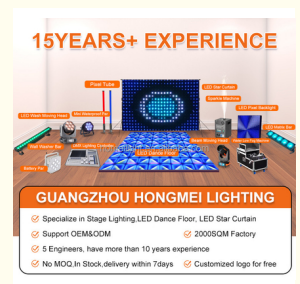 15YEARS+ EXPERIENCE
Pixel Tube
LED Star Curtain
Sparkle Machine
LED Wash Moving Head
Mini Waterproof Bar
LED Pixel Backlight
LED Matrix Bar
Beam Moving Head
Wall Washer Bar
DMX Lighting Controller
LED Dance Floor
Battery Par
GUANGZHOU HONGMEI LIGHTING
Specialize in Stage Lighting,LED Dance Floor, LED Star Curtain
Support OEM&ODM
2000SQM Factory
5 Engineers, have more than 10 years experience
No MOQ,In Stock,delivery within 7days
Customized logo for free